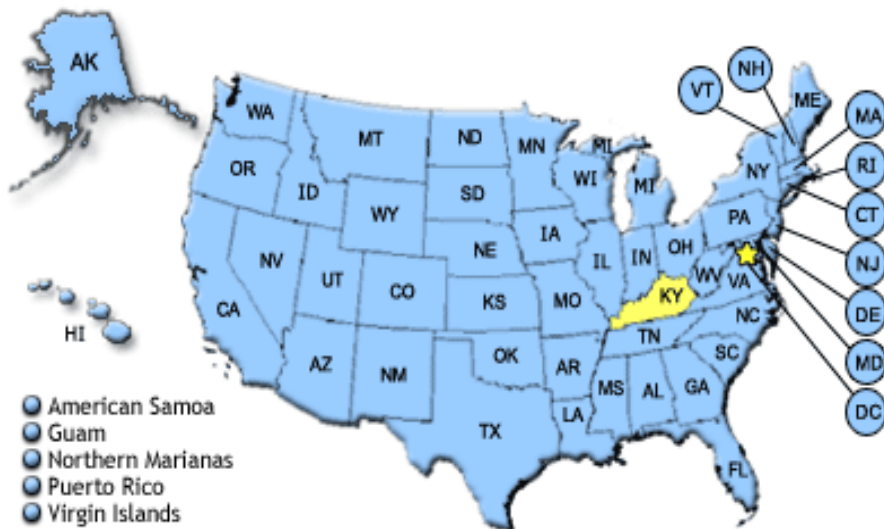 AK
WA
MT
ND
MN
MI
ME
VT
NH
MA
OR
ID
SD
WI
MI
NY
RI
WY
IA
PA
CT
NV
UT
NE
IL
IN
OH
NJ
CA
CO
KS
MO
KY
WV
VA
DE
HI
AZ
NM
OK
AR
TN
NC
MD
SC
DC
TX
LA
MS
AL
GA
FL
American Samoa
Guam
Northern Marianas
Puerto Rico
Virgin Islands